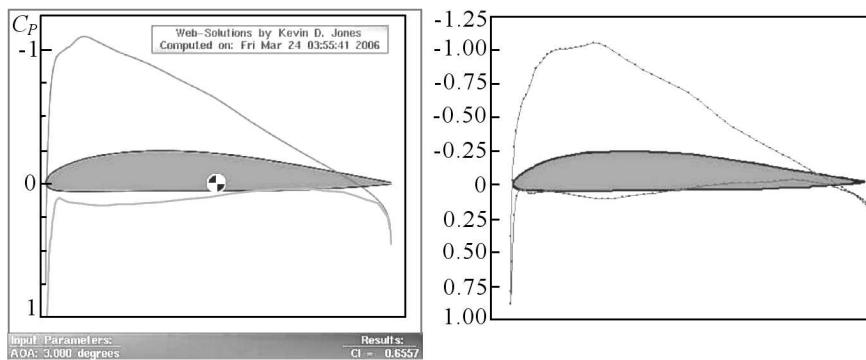 C_P
Web-Solutions by Kevin D. Jones
Computed on: Fri Mar 24 03:55:41 2006
-1
0
1
Input Parameters:
AOA: 3.000 degrees
Results:
Cl = 0.6557
-1.25
-1.00
-0.75
-0.50
-0.25
0
0.25
0.50
0.75
1.00